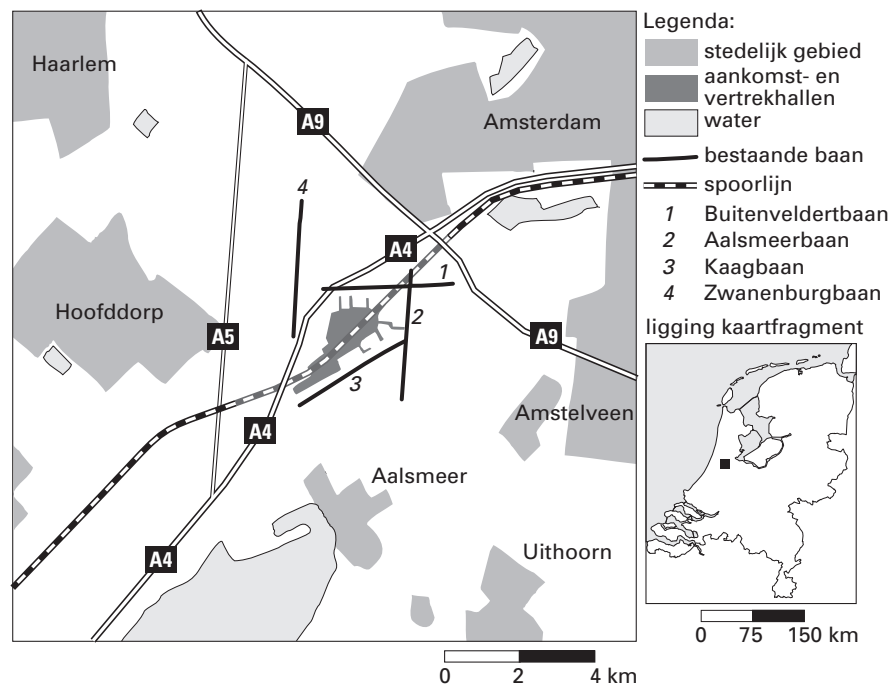 Haarlem
A9
Amsterdam
4
A4
1
Hoofddorp
2
A5
3
A9
A4
Amstelveen
Aalsmeer
A4
Uithoorn
0 2 4 km
Legenda:
stedelijk gebied
aankomst- en
vertrekhallen
water
bestaande baan
spoorlijn
1 Buitenveldertbaan
2 Aalsmeerbaan
3 Kaagbaan
4 Zwanenburgbaan
ligging kaartfragment
0 75 150 km